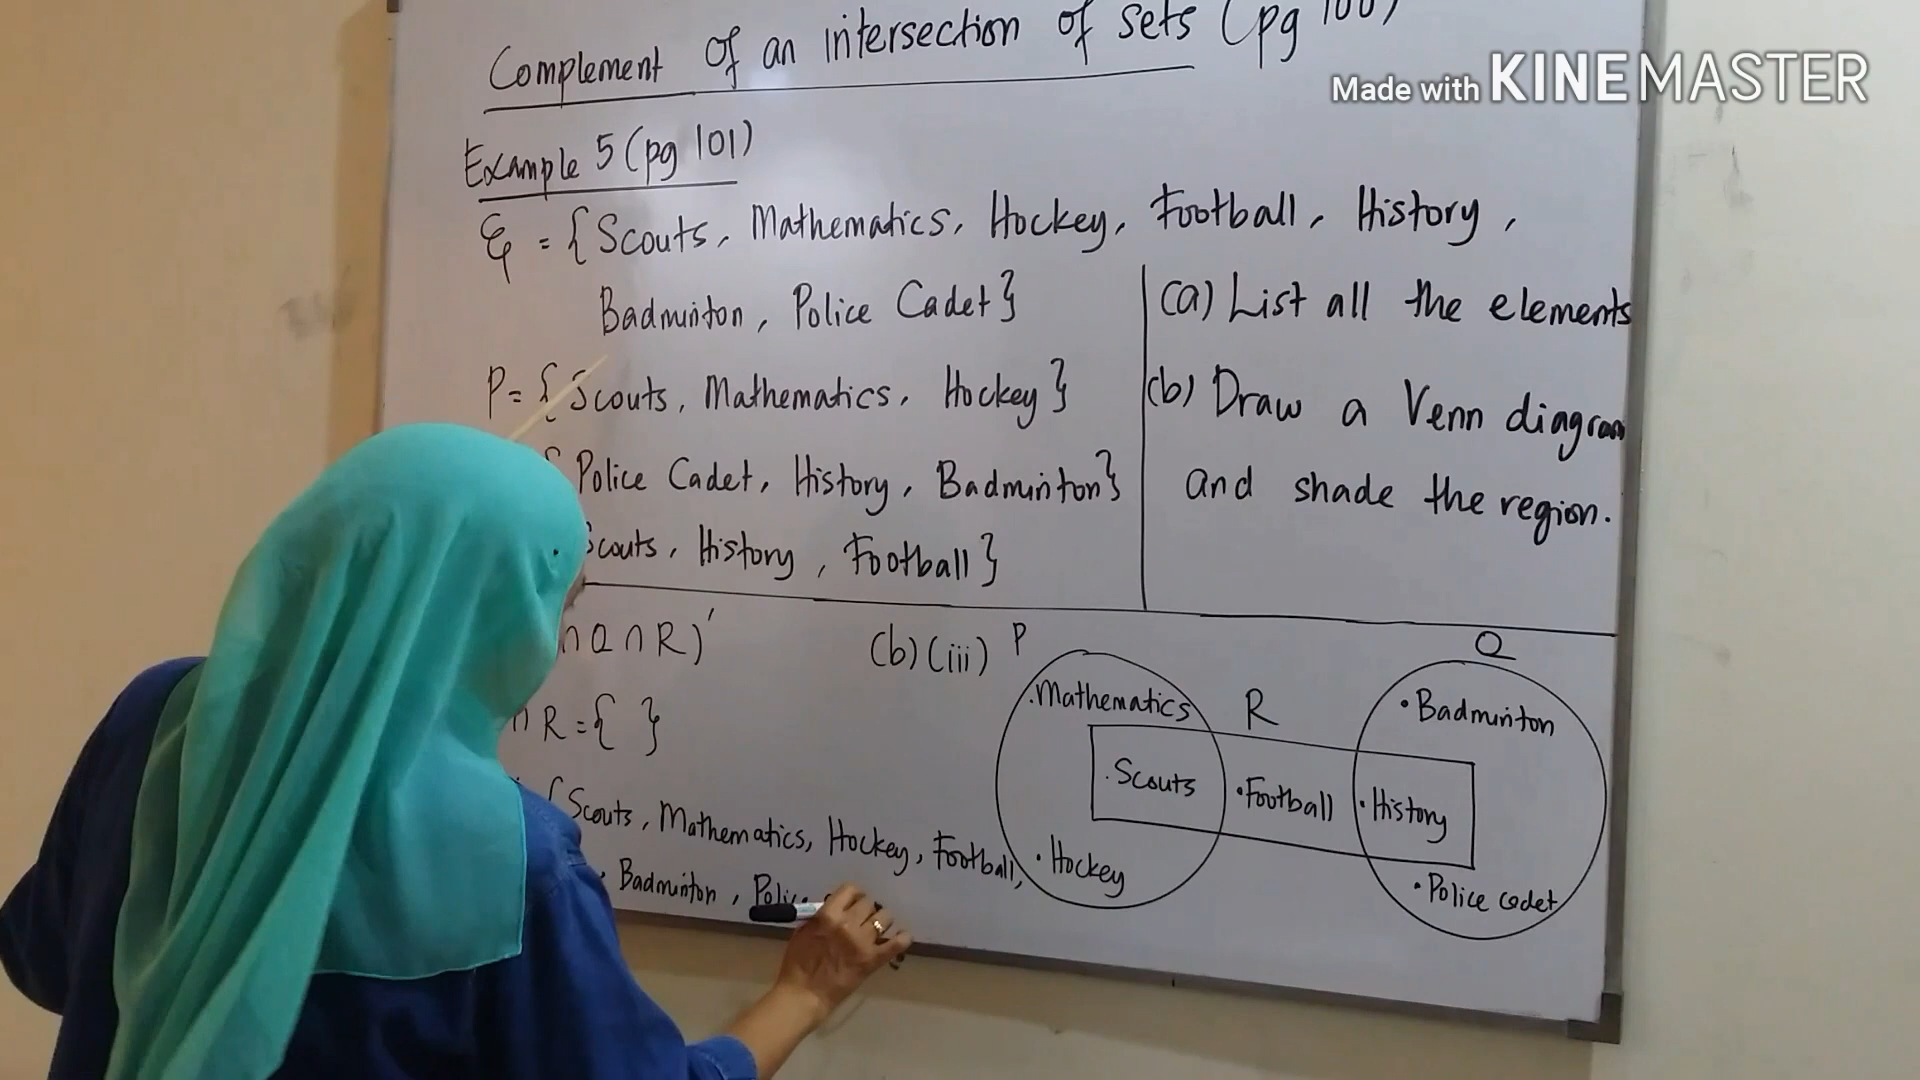 Complement of an intersection of sets (pg 100)
Made with KINEMASTER
Example 5 (pg 101)
ξ = {Scouts, Mathematics, Hockey, Football, History,
Badminton, Police Cadet}
P = {Scouts, Mathematics, Hockey}
Police Cadet, History, Badminton}
Scouts, History, Football}
(a) List all the elements
(b) Draw a Venn diagram
and shade the region.
∩ Q ∩ R)'
∩ R = { }
{Scouts, Mathematics, Hockey, Football,
, Badminton, Police
(b)(iii) P
Q
R
.Mathematics
.Scouts
.Hockey
.Football
.History
.Badminton
.Police cadet